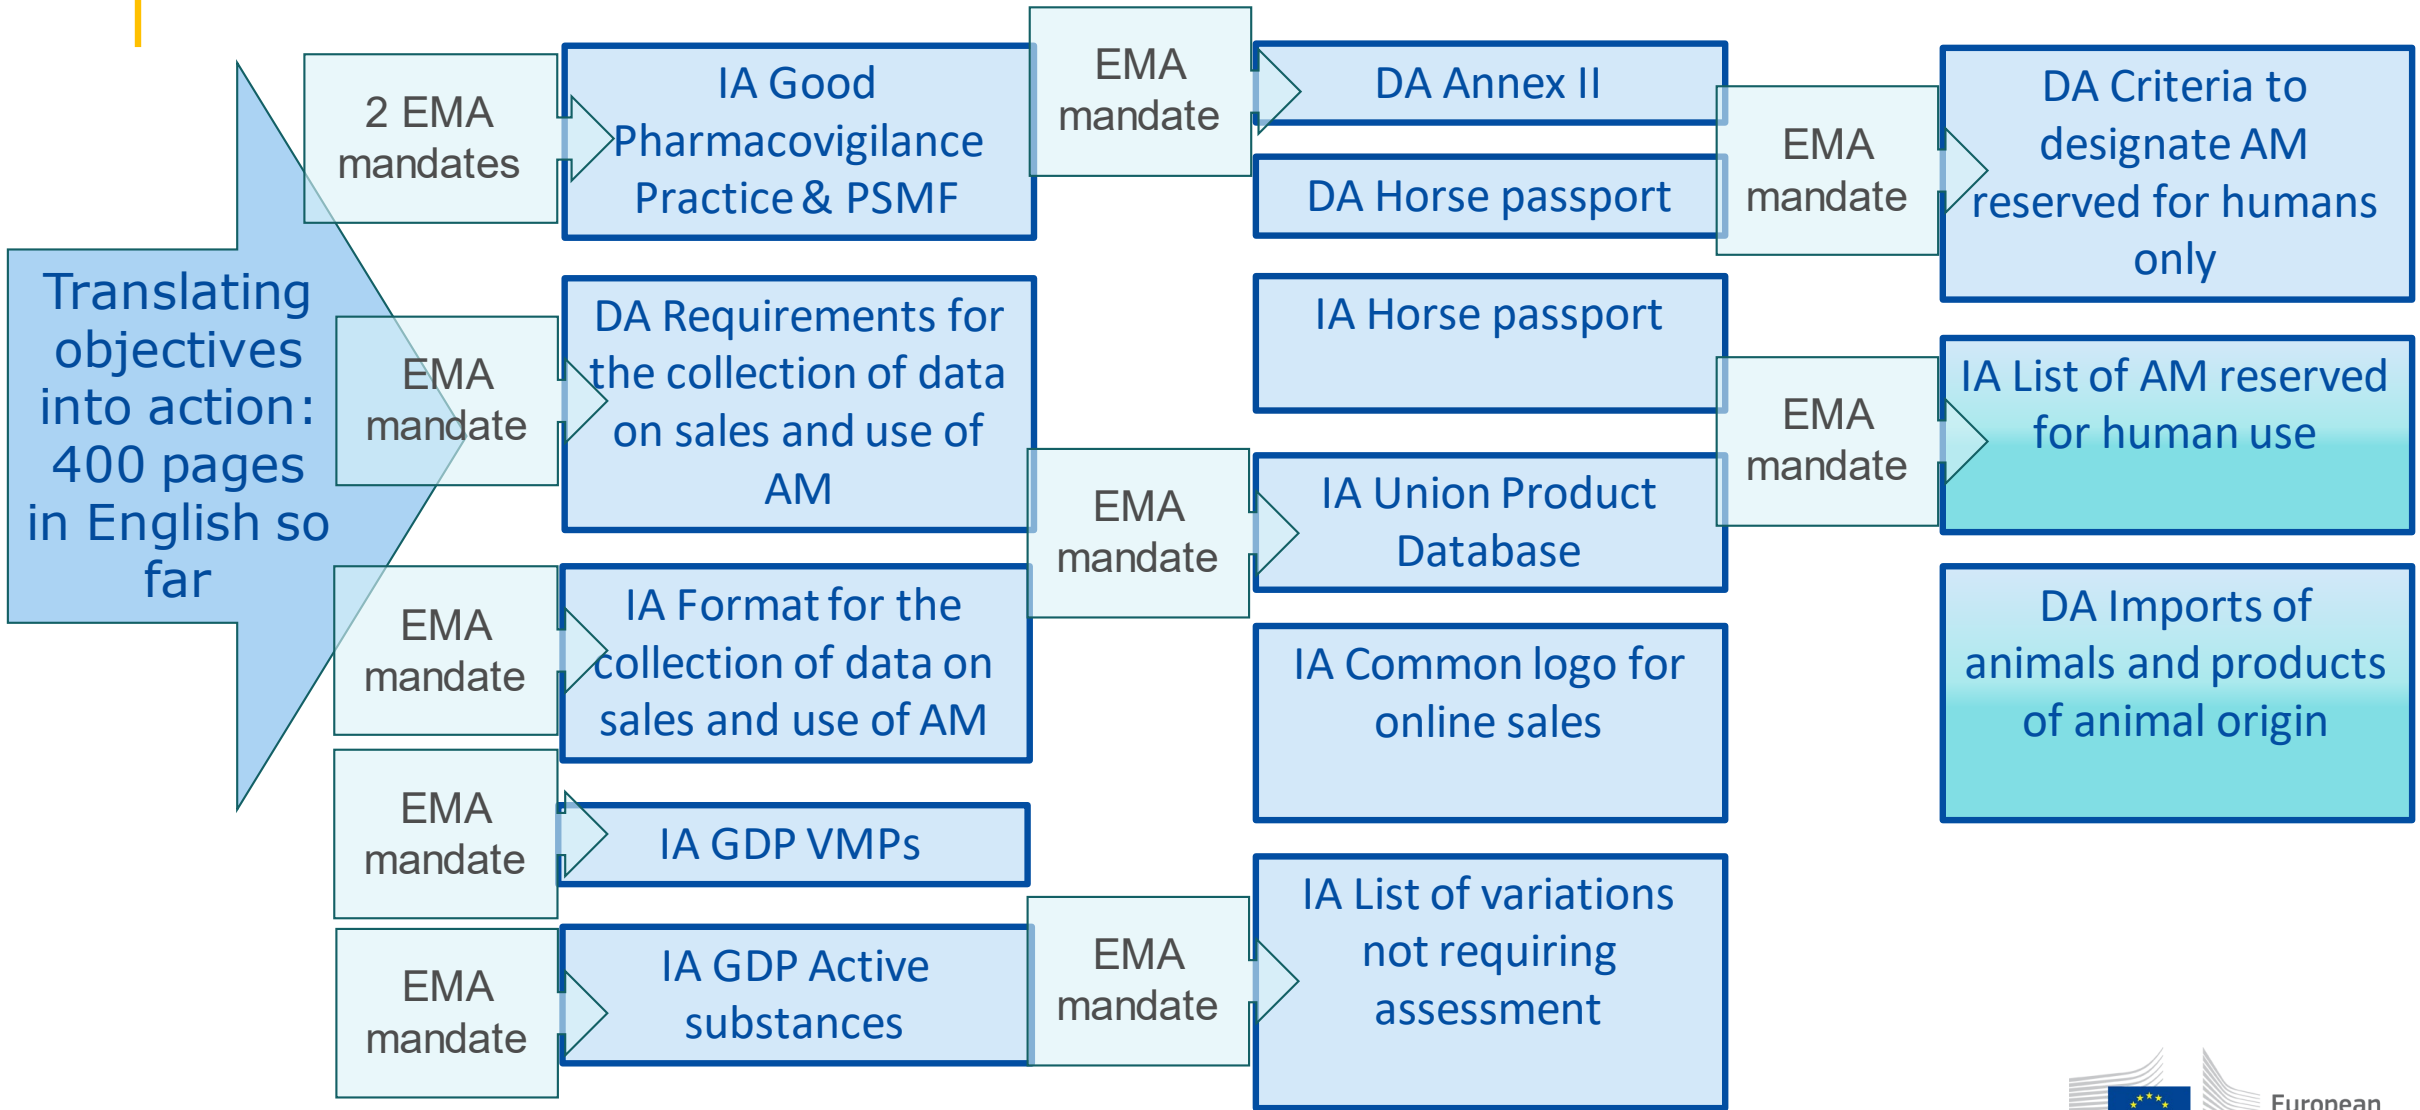 Translating
objectives
into action:
400 pages
in English so
far
2 EMA
mandates
IA Good
Pharmacovigilance
Practice & PSMF
EMA
mandate
DA Requirements for
the collection of data
on sales and use of
AM
EMA
mandate
IA Format for the
collection of data on
sales and use of AM
EMA
mandate
IA GDP VMPs
EMA
mandate
IA GDP Active
substances
EMA
mandate
DA Annex II
DA Horse passport
IA Horse passport
EMA
mandate
IA Union Product
Database
IA Common logo for
online sales
EMA
mandate
IA List of variations
not requiring
assessment
EMA
mandate
DA Criteria to
designate AM
reserved for humans
only
EMA
mandate
IA List of AM reserved
for human use
DA Imports of
animals and products
of animal origin
European